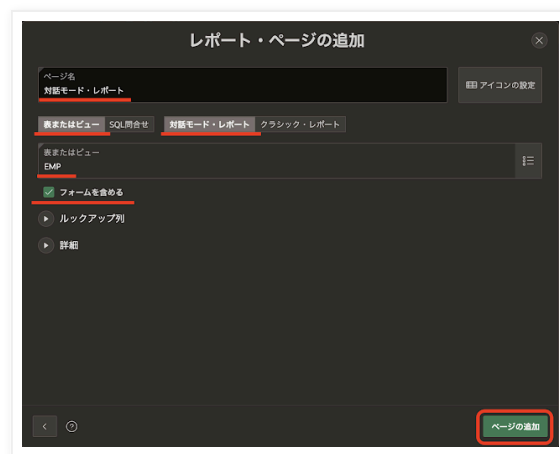 レポート・ページの追加
ページ名
対話モード・レポート
アイコンの設定
表またはビュー SQL問合せ 対話モード・レポート クラシック・レポート
表またはビュー
EMP
フォームを含める
ルックアップ列
詳細
ページの追加